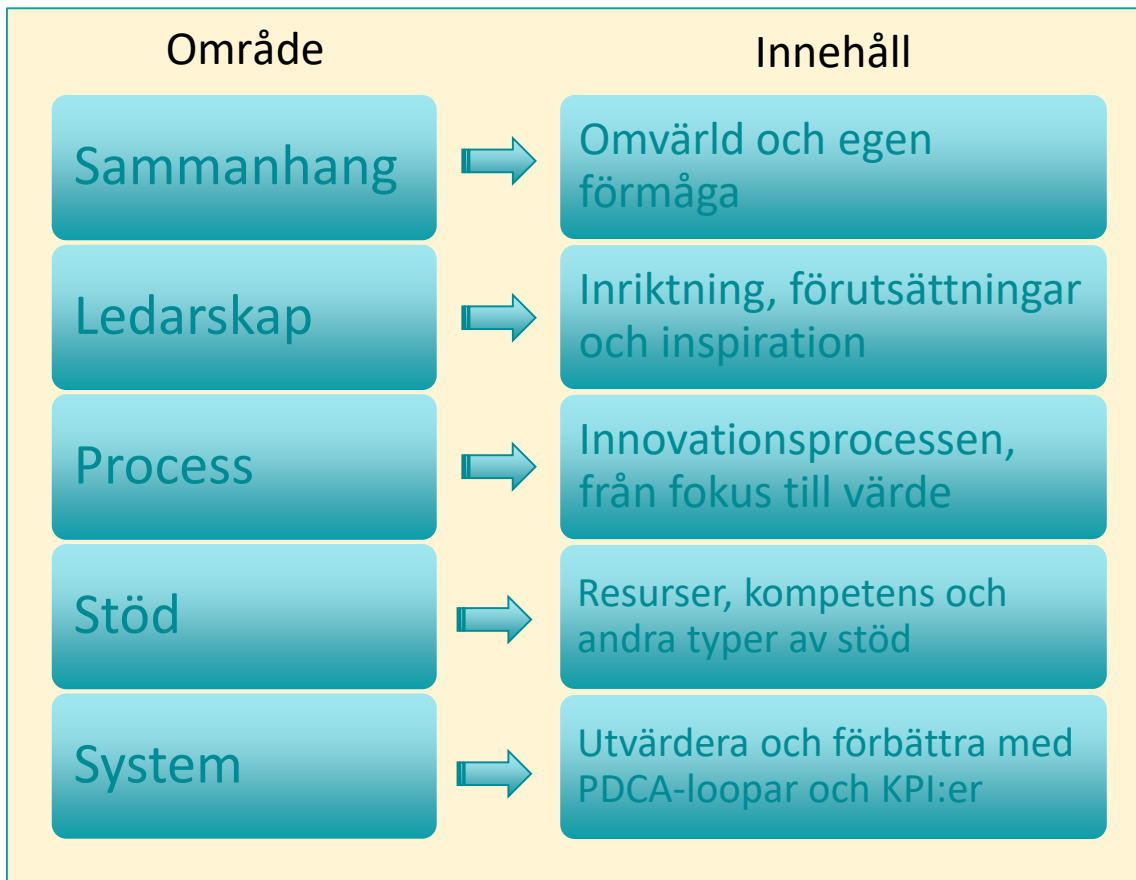 Område
Innehåll
Sammanhang
Omvärld och egen
förmåga
Ledarskap
Inriktning, förutsättningar
och inspiration
Process
Innovationsprocessen,
från fokus till värde
Stöd
Resurser, kompetens och
andra typer av stöd
System
Utvärdera och förbättra med
PDCA-loopar och KPI:er